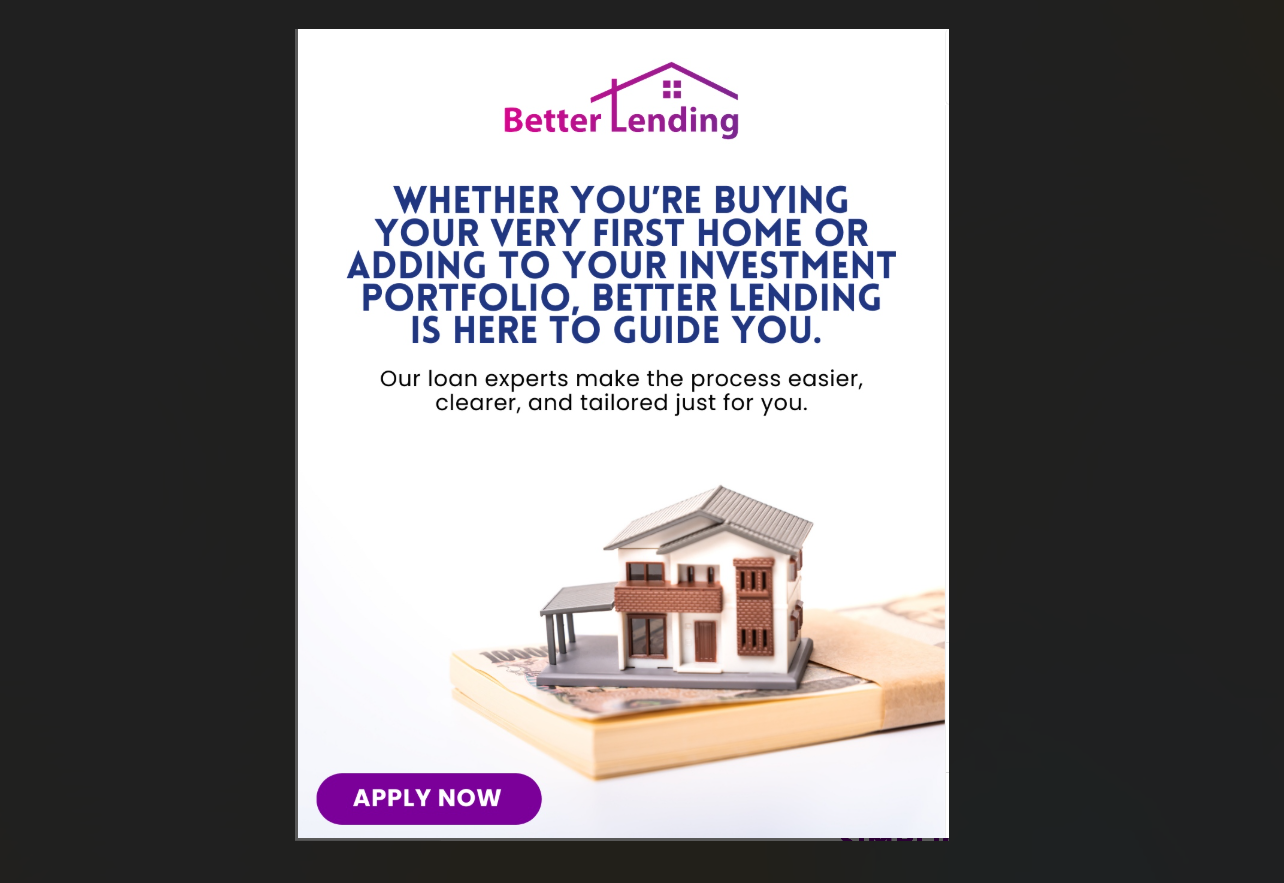 Better Lending
WHETHER YOU’RE BUYING
YOUR VERY FIRST HOME OR
ADDING TO YOUR INVESTMENT
PORTFOLIO, BETTER LENDING
IS HERE TO GUIDE YOU.
Our loan experts make the process easier,
clearer, and tailored just for you.
APPLY NOW